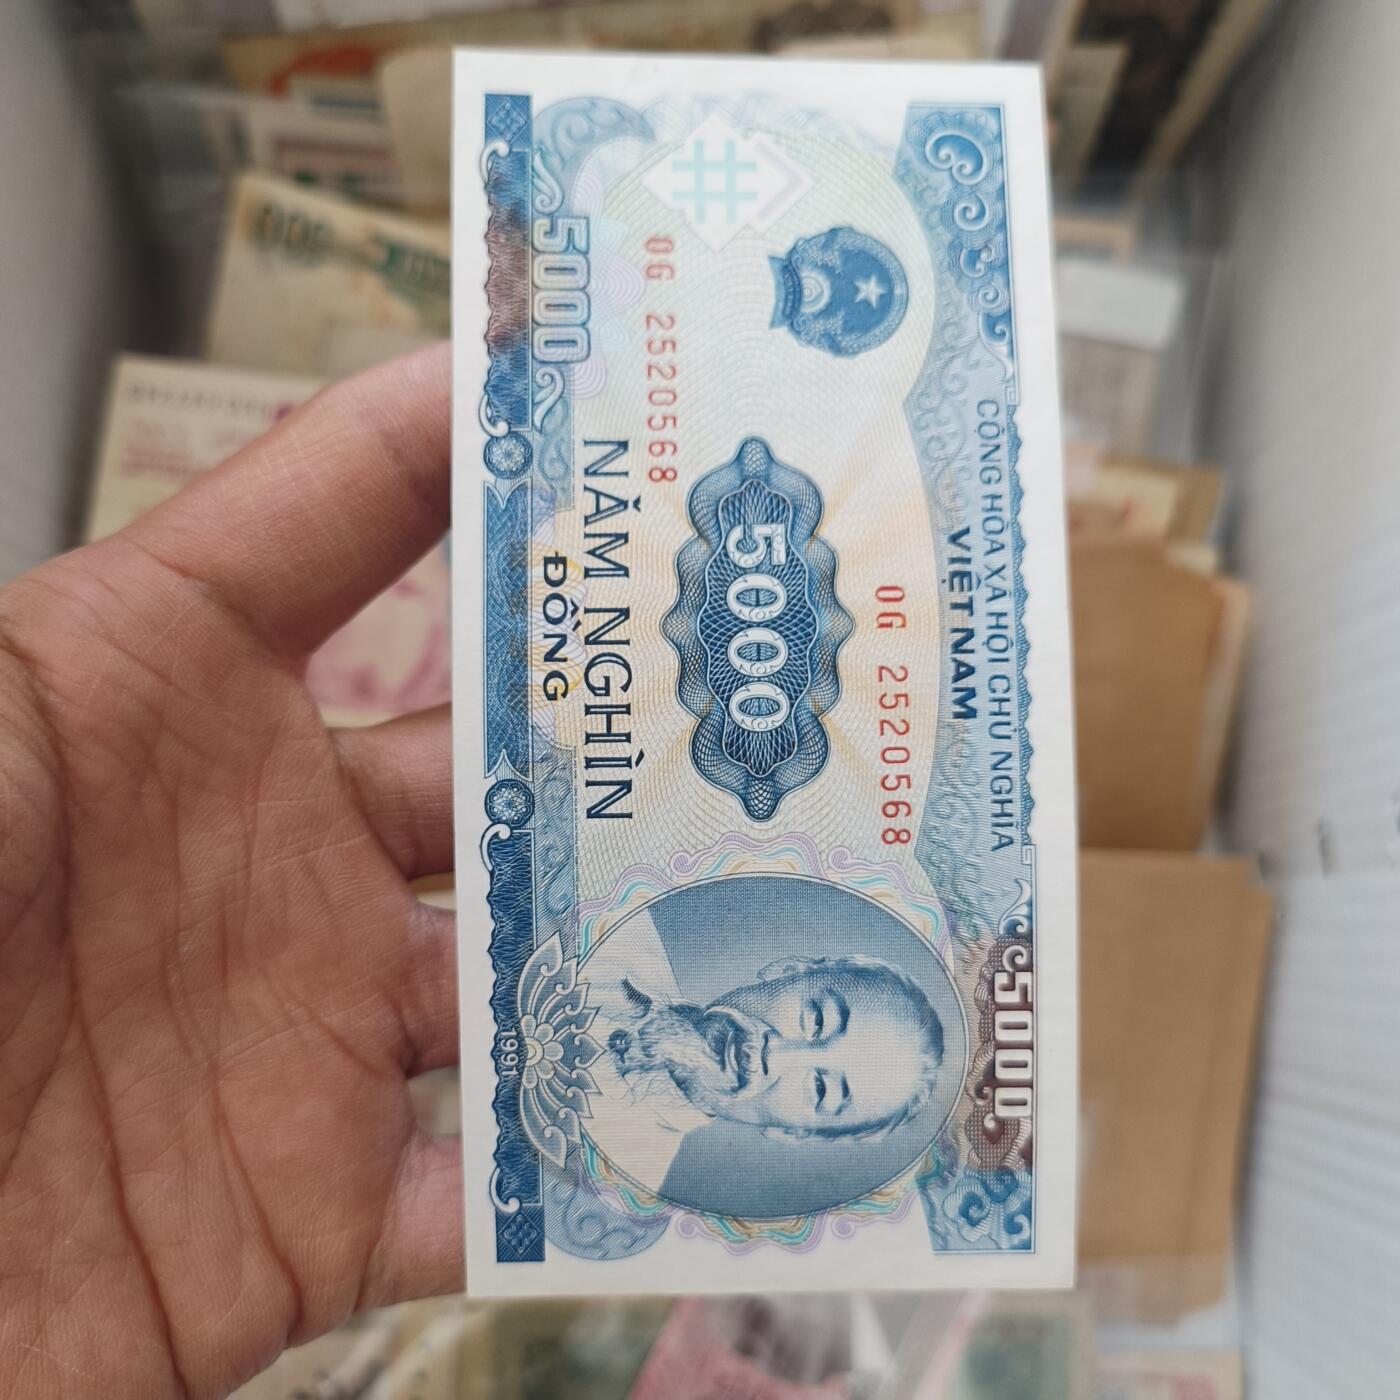 CỘNG HÒA XÃ HỘI CHỦ NGHĨA
VIỆT NAM
5000
OG 2520568
5000
OG 2520568
NĂM NGHÌN
ĐỒNG
5000
1991